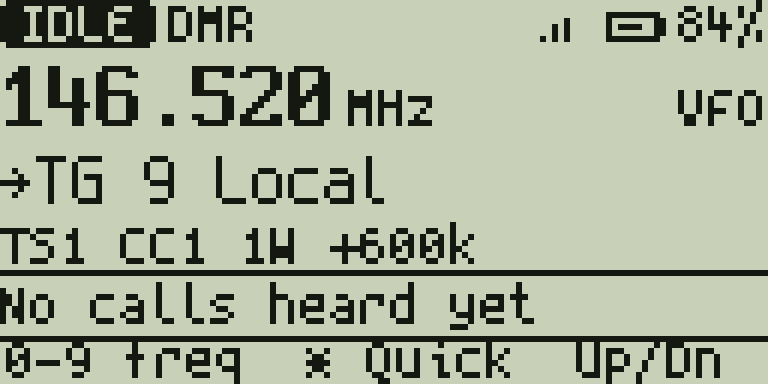 IDLE DMR 84%
146.520 MHz VFO
→TG 9 Local
TS1 CC1 1W +600k
No calls heard yet
0-9 freq * Quick Up/Dn